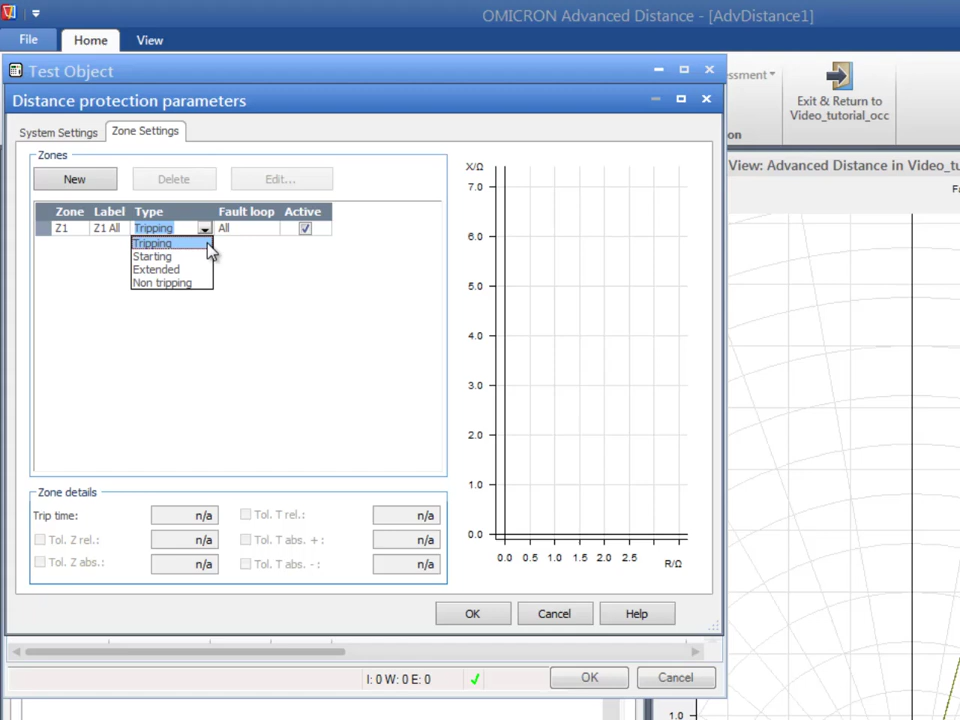 OMICRON Advanced Distance - [AdvDistance1]
File Home View
Test Object
ssment
Exit & Return to
Video_tutorial_occ
on
Distance protection parameters
System Settings Zone Settings
View: Advanced Distance in Video_tu
Fa
Zones
New Delete Edit...
Zone Label Type Fault loop Active
Z1 Z1 All Tripping All
Tripping
Starting
Extended
Non tripping
X/Ω
7.0
6.0
5.0
4.0
3.0
2.0
1.0
0.0
0.0 0.5 1.0 1.5 2.0 2.5
R/Ω
Zone details
Trip time: n/a Tol. T rel.: n/a
Tol. Z rel.: n/a Tol. T abs. +: n/a
Tol. Z abs.: n/a Tol. T abs. -: n/a
OK Cancel Help
I: 0 W: 0 E: 0
OK Cancel
1.0